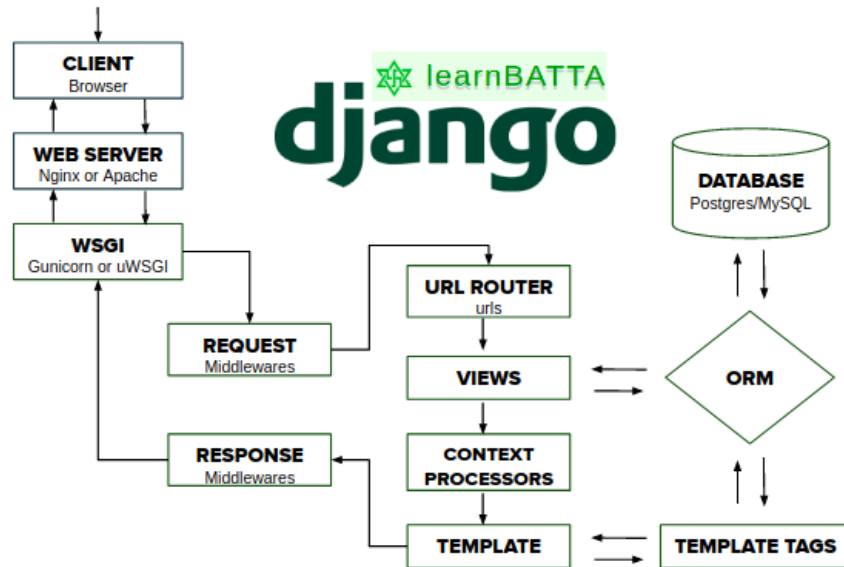 CLIENT
Browser
learnBATTA
django
WEB SERVER
Nginx or Apache
DATABASE
Postgres/MySQL
WSGI
Gunicorn or uWSGI
URL ROUTER
urls
REQUEST
Middlewares
VIEWS
ORM
RESPONSE
Middlewares
CONTEXT
PROCESSORS
TEMPLATE
TEMPLATE TAGS